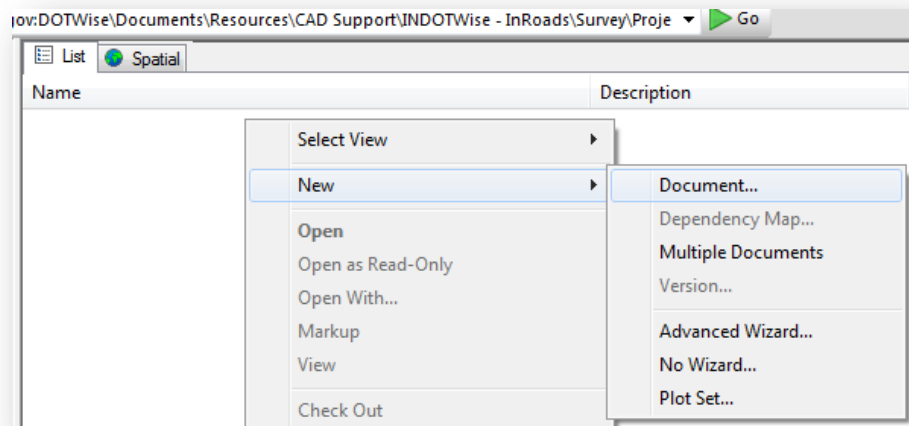 ov:DOTWise\Documents\Resources\CAD Support\INDOTWise - InRoads\Survey\Proje Go
List Spatial
Name Description
Select View
New
Open
Open as Read-Only
Open With...
Markup
View
Check Out
Document...
Dependency Map...
Multiple Documents
Version...
Advanced Wizard...
No Wizard...
Plot Set...